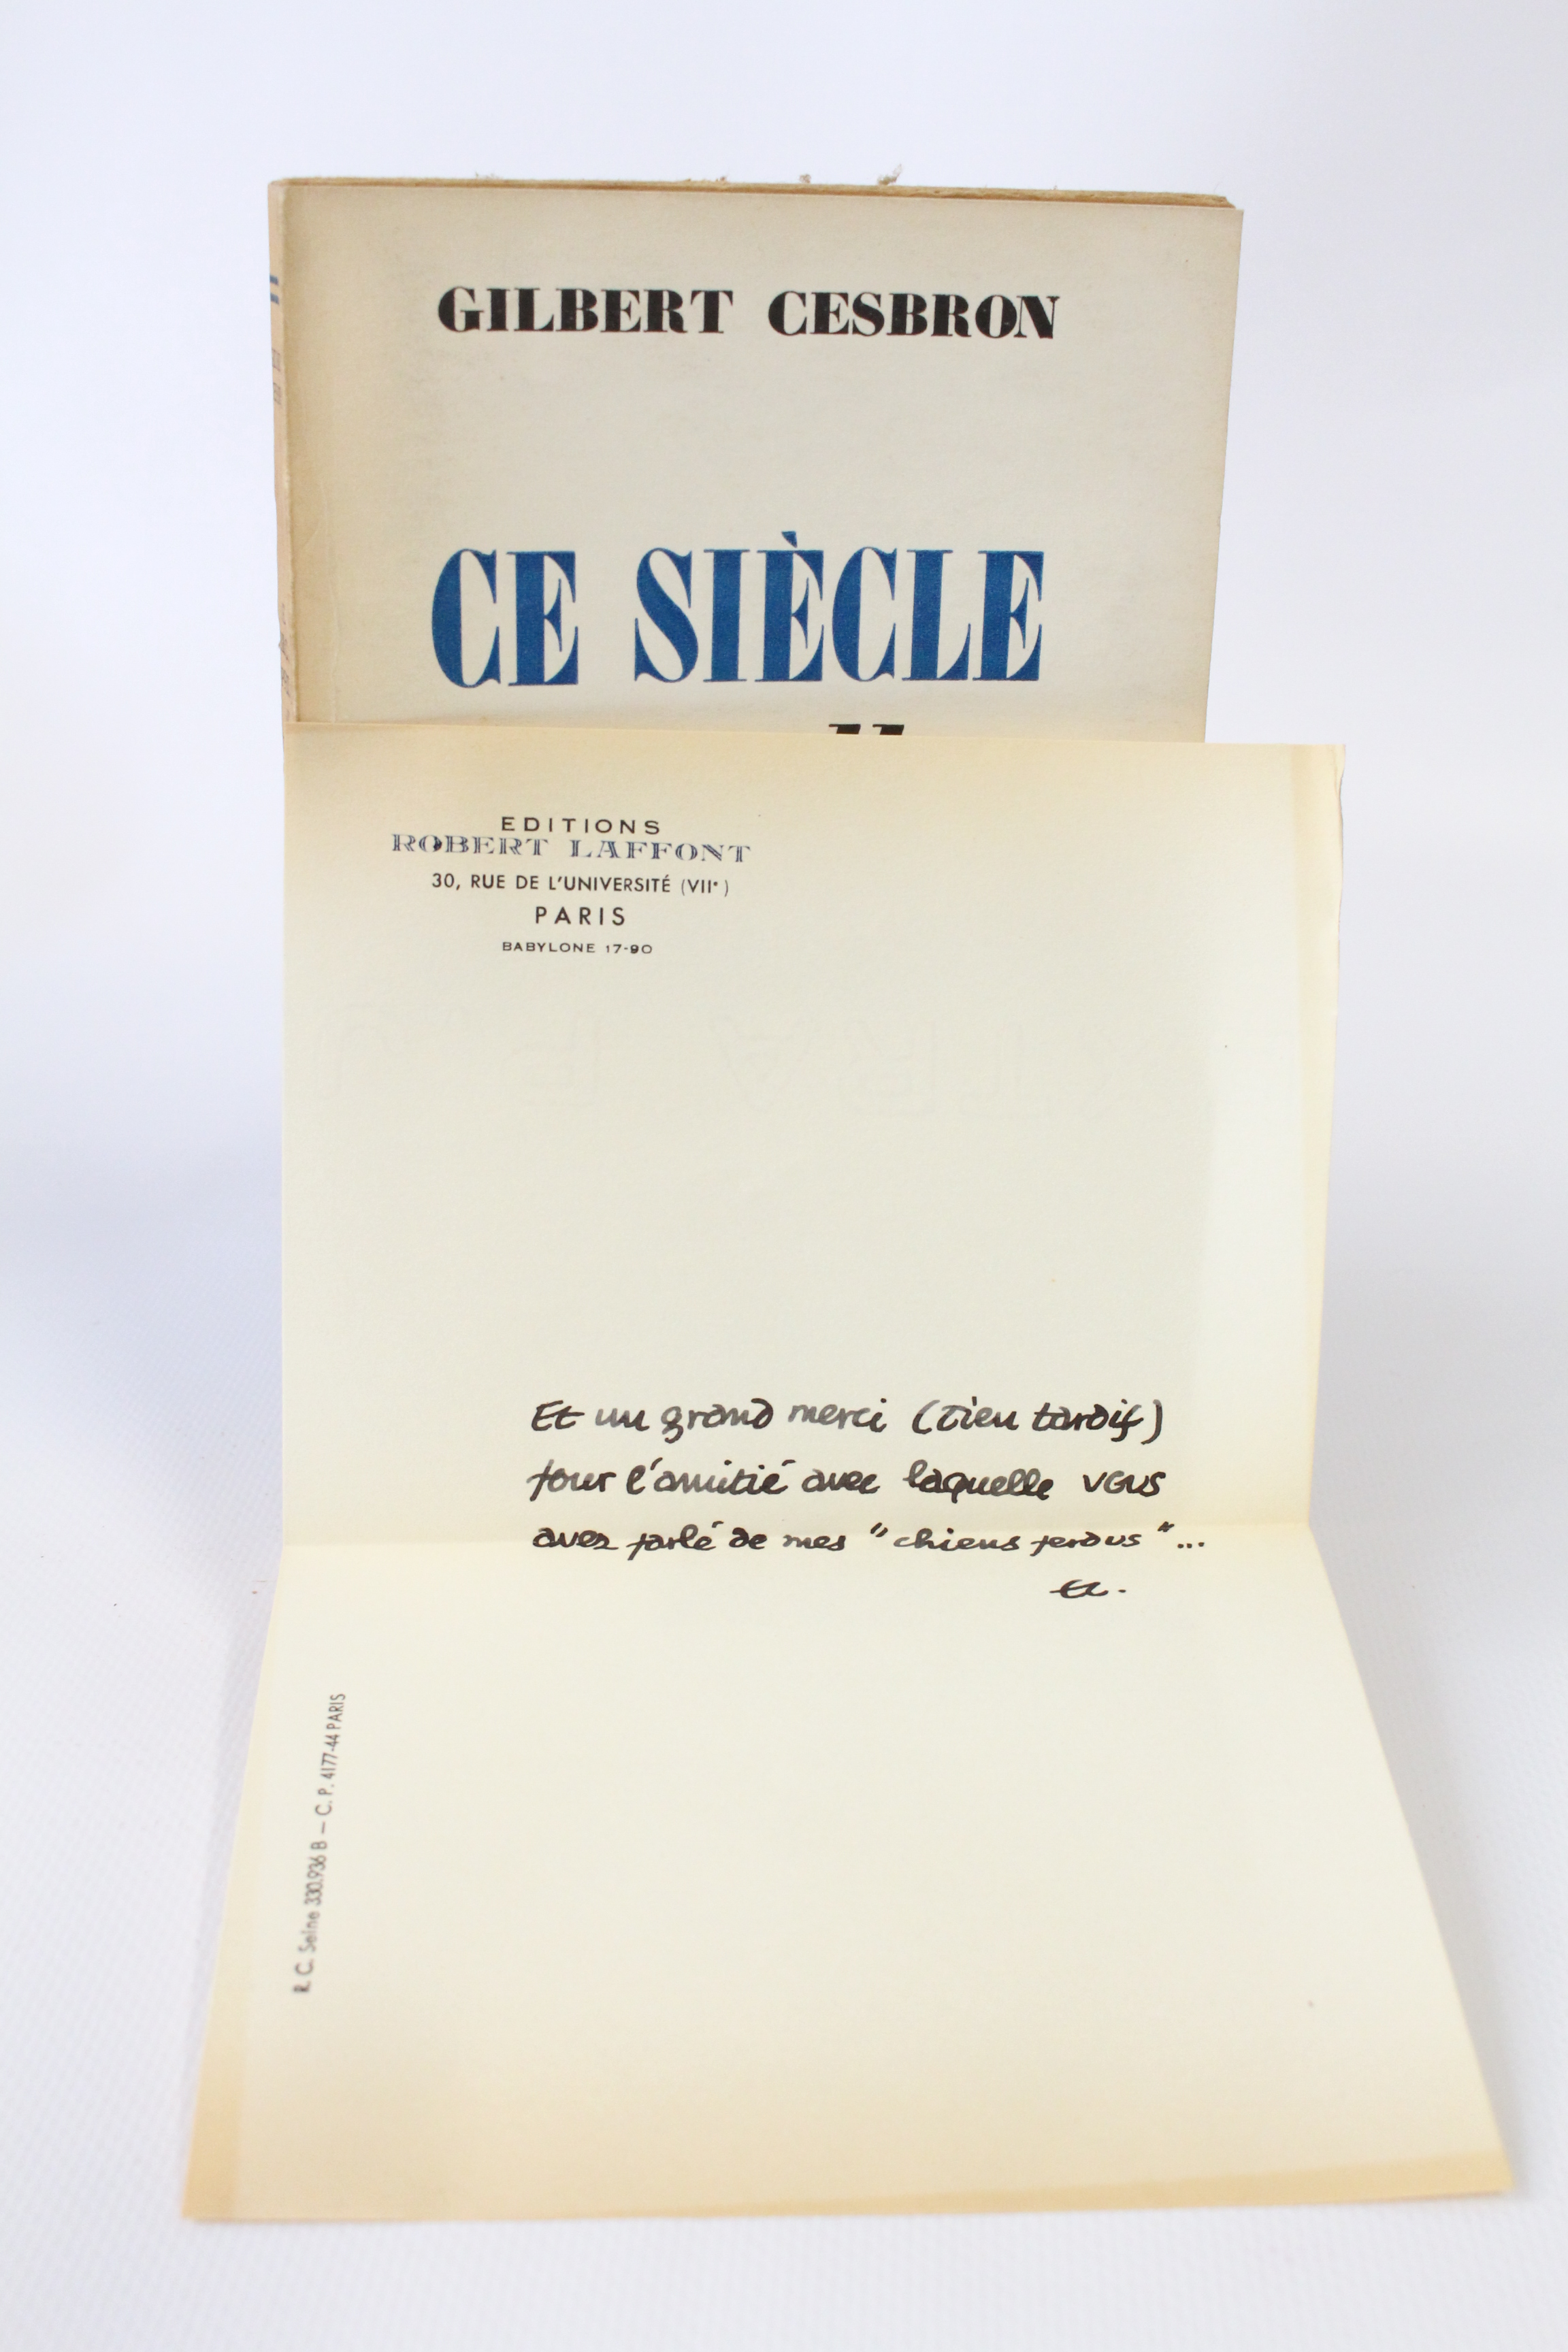 GILBERT CESBRON
CE SIÈCLE
EDITIONS
ROBERT LAFFONT
30, RUE DE L'UNIVERSITÉ (VIIe)
PARIS
BABYLONE 17-90
Et un grand merci (bien tardif)
pour l'amitié avec laquelle vous
avez parlé de mes "chiens perdus"...
R. C. Seine 330.936 B — C. P. 4177-44 PARIS